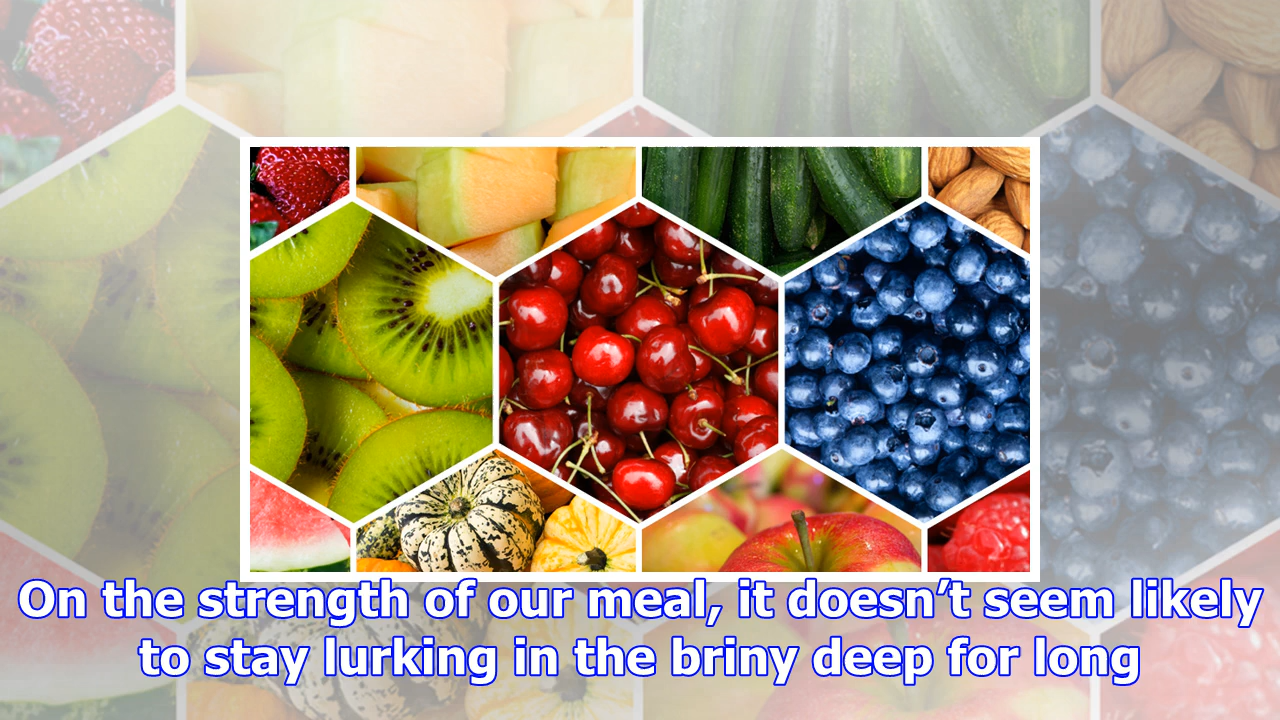 On the strength of our meal, it doesn’t seem likely
to stay lurking in the briny deep for long